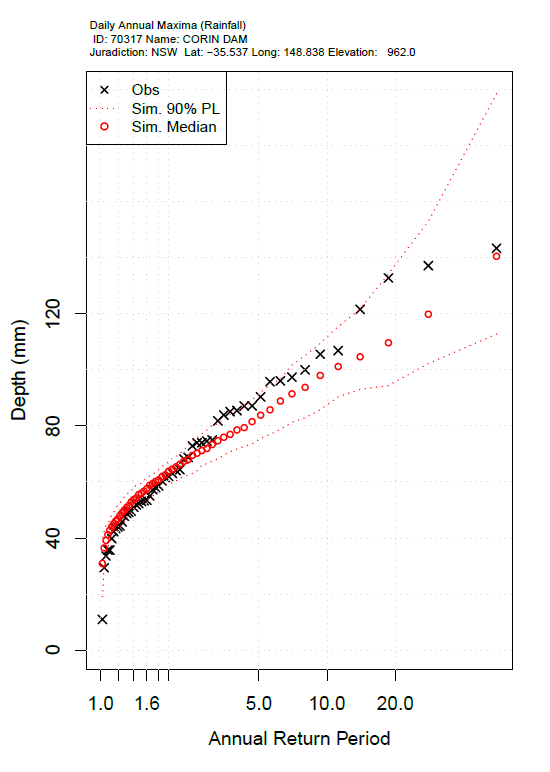 Daily Annual Maxima (Rainfall)
ID: 70317 Name: CORIN DAM
Juradiction: NSW Lat: −35.537 Long: 148.838 Elevation: 962.0
Obs
Sim. 90% PL
Sim. Median
120
80
40
0
Depth (mm)
1.0 1.6 5.0 10.0 20.0
Annual Return Period